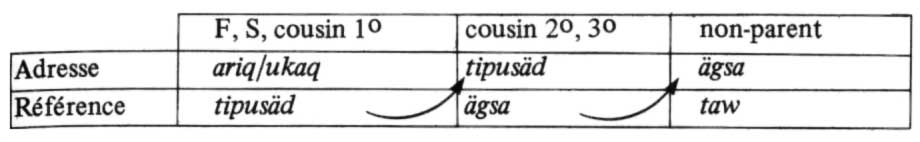 F, S, cousin 1º cousin 2º, 3º non-parent
Adresse ariq/ukaq tipusäd ägsa
Référence tipusäd ägsa taw